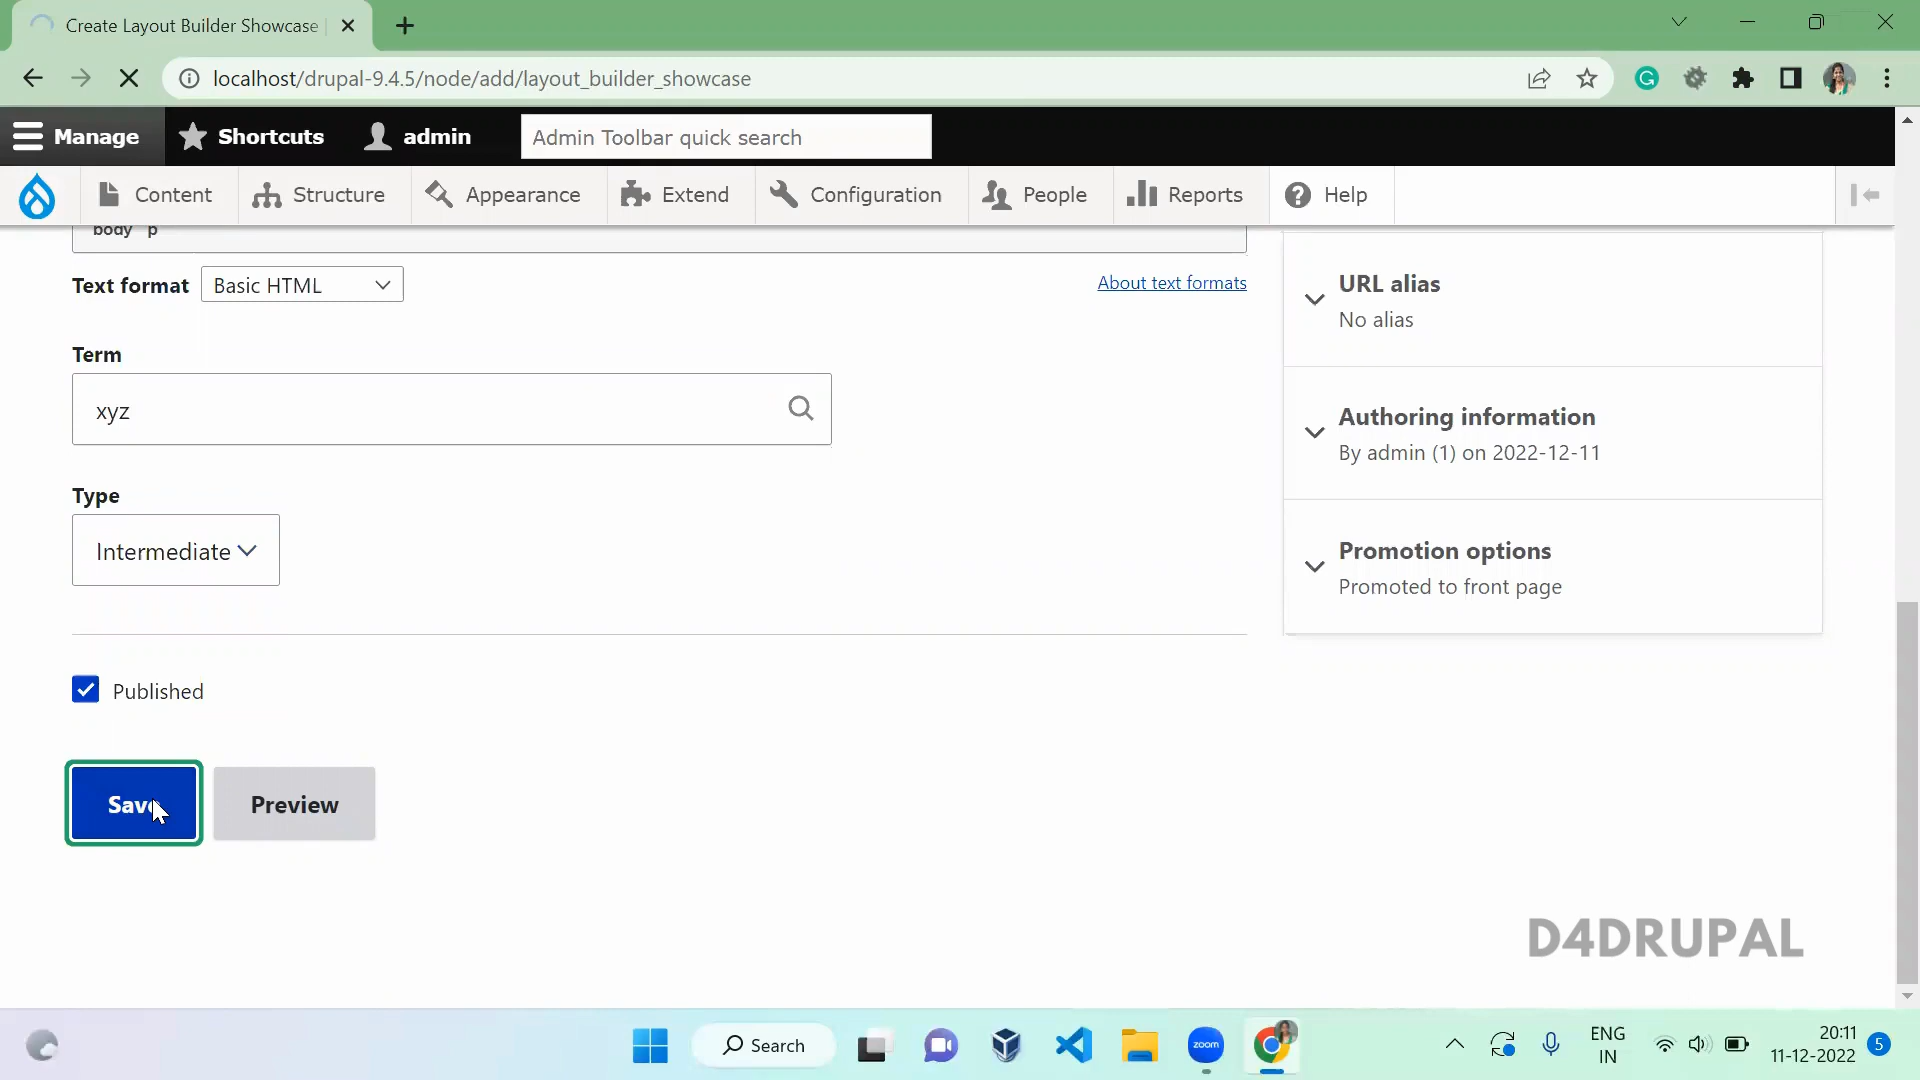 Create Layout Builder Showcase
localhost/drupal-9.4.5/node/add/layout_builder_showcase
Manage
Shortcuts
admin
Admin Toolbar quick search
Content
Structure
Appearance
Extend
Configuration
People
Reports
Help
body p
Text format
Basic HTML
About text formats
Term
xyz
Type
Intermediate
Published
Save
Preview
URL alias
No alias
Authoring information
By admin (1) on 2022-12-11
Promotion options
Promoted to front page
D4DRUPAL
Search
zoom
ENG
IN
20:11
11-12-2022
5